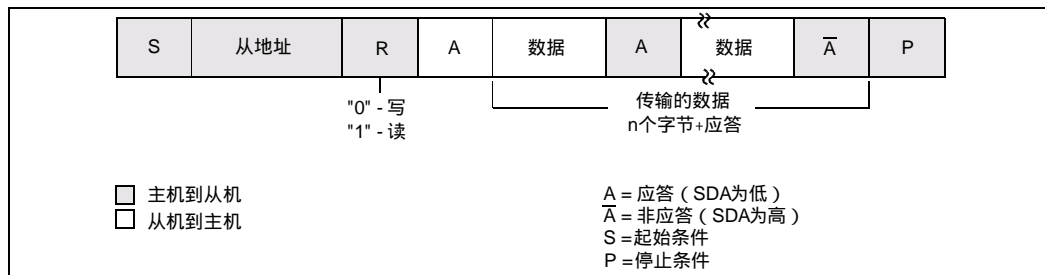 S 从地址 R A 数据 A 数据 A̅ P
"0" - 写
"1" - 读
传输的数据
n个字节+应答
主机到从机
从机到主机
A = 应答（SDA为低）
A̅ = 非应答（SDA为高）
S =起始条件
P =停止条件